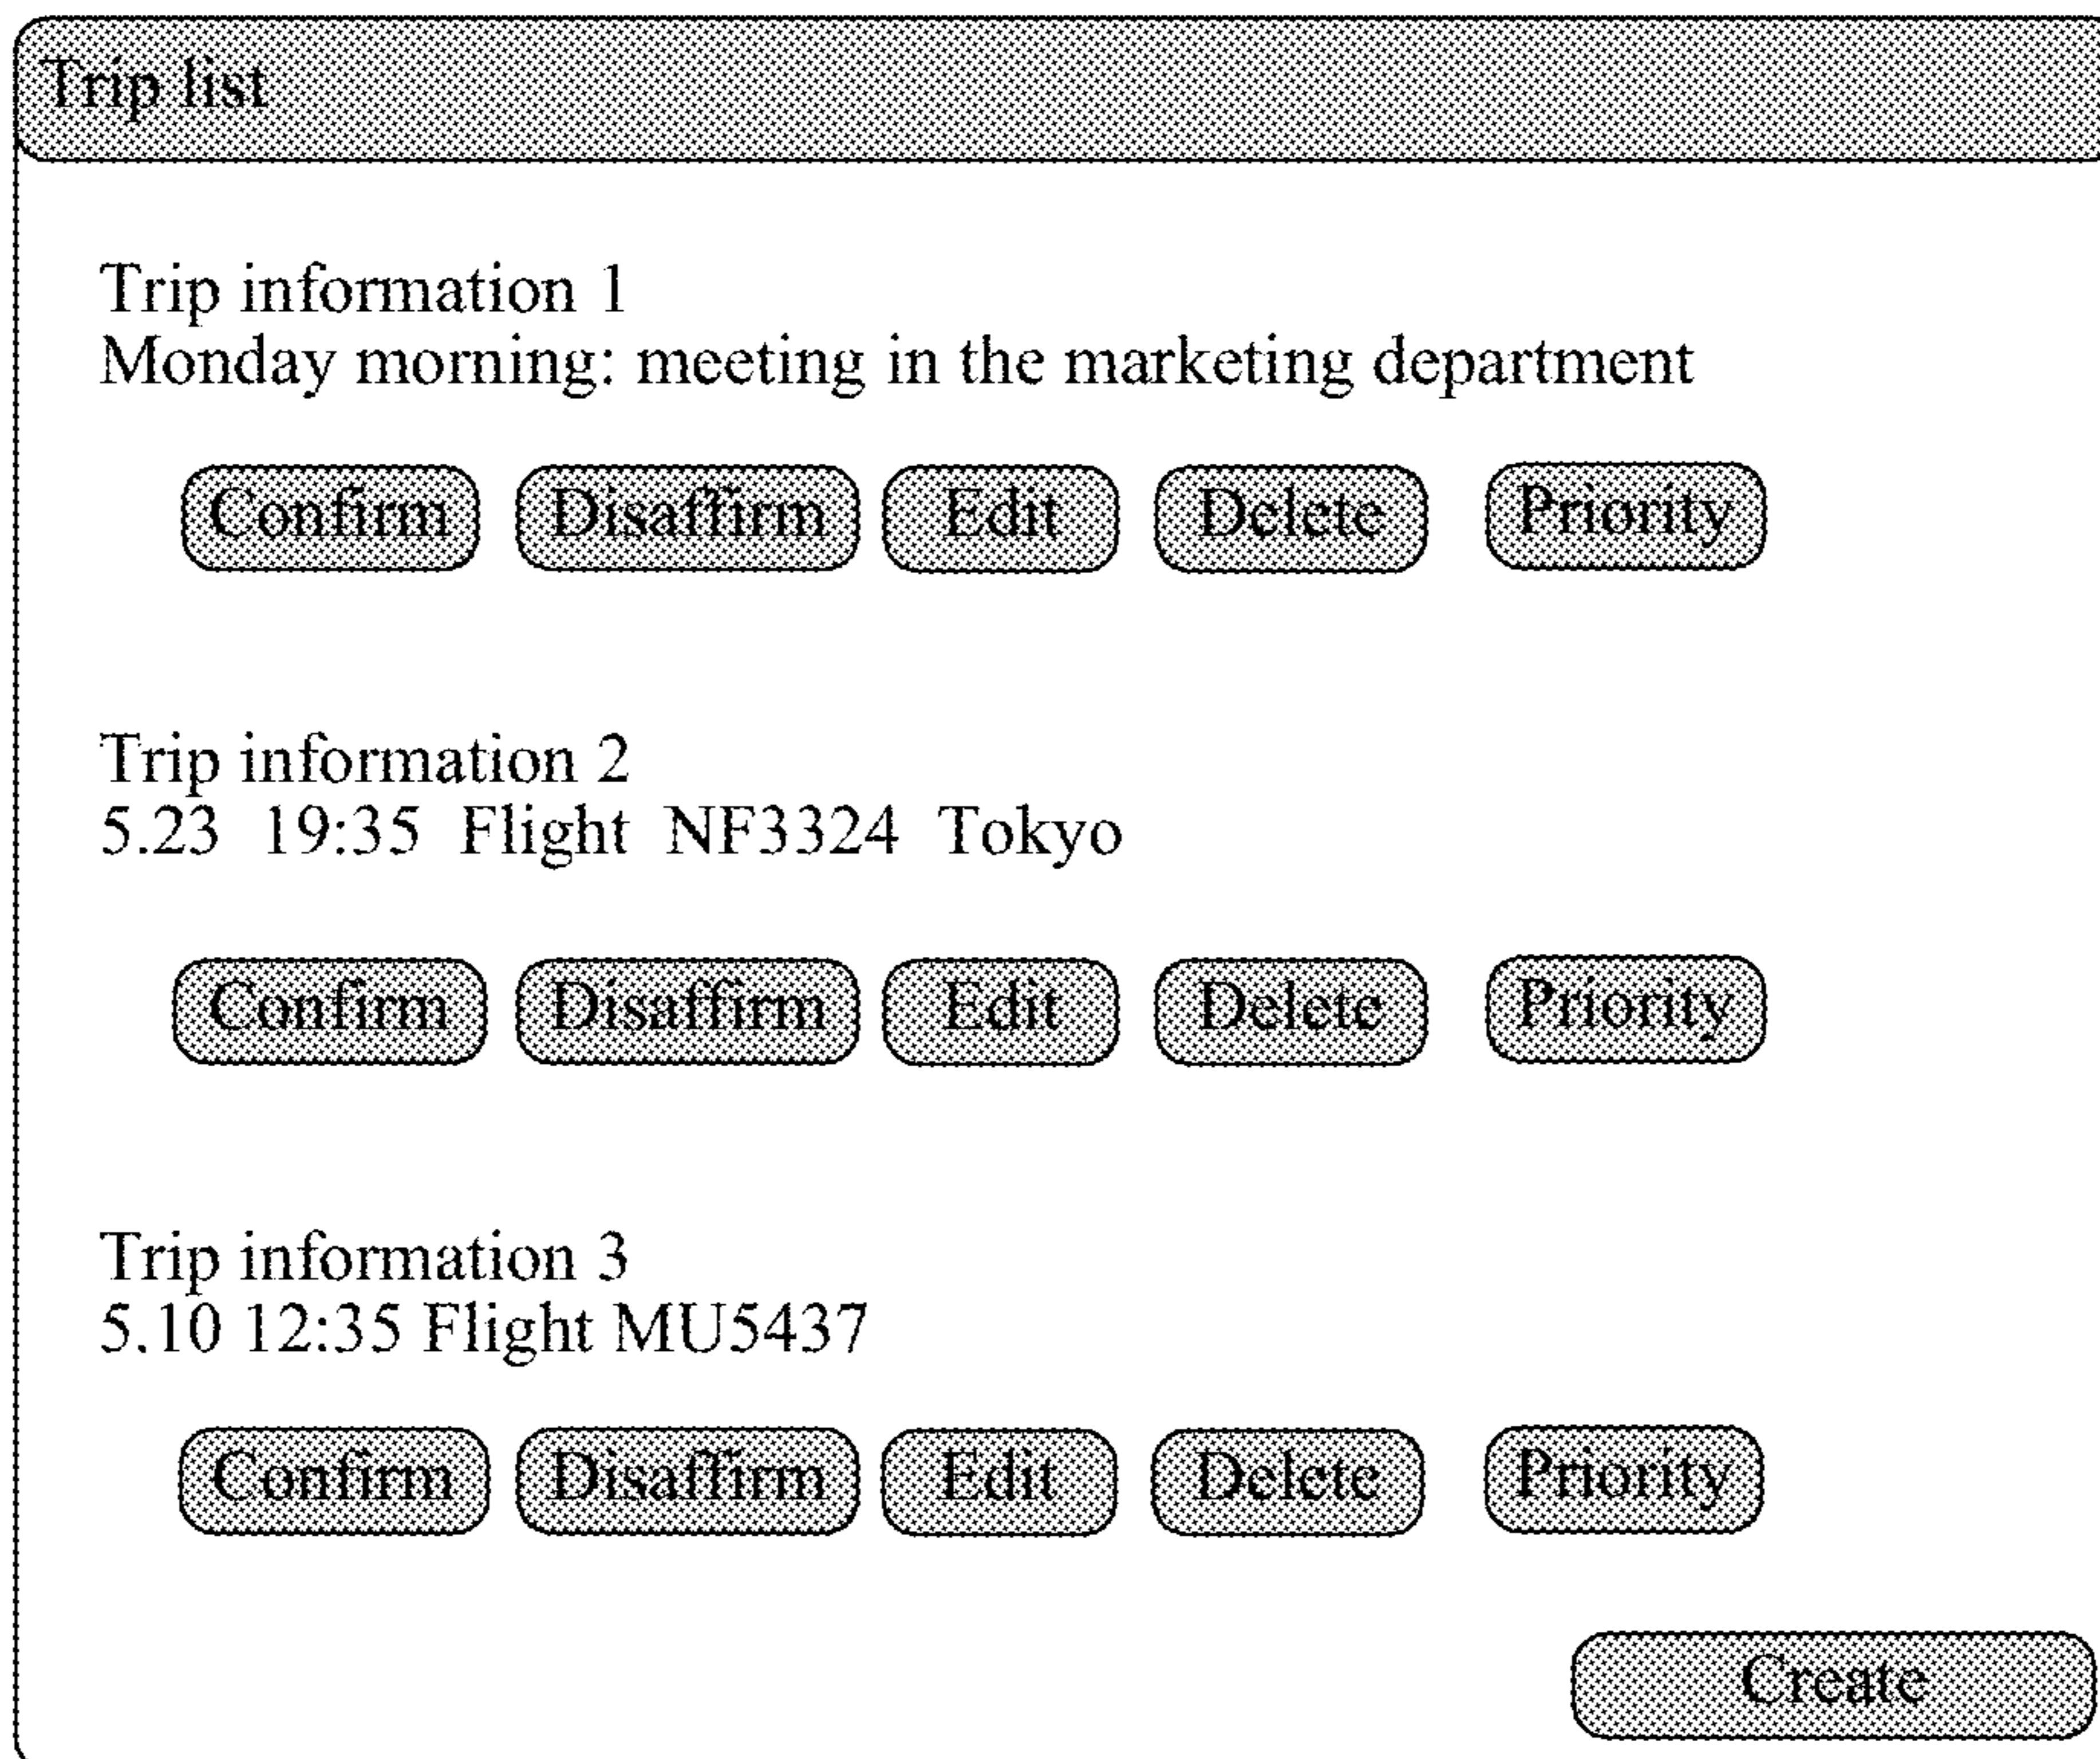 Trip list
Trip information 1
Monday morning: meeting in the marketing department
Confirm Disaffirm Edit Delete Priority
Trip information 2
5.23 19:35 Flight NF3324 Tokyo
Confirm Disaffirm Edit Delete Priority
Trip information 3
5.10 12:35 Flight MU5437
Confirm Disaffirm Edit Delete Priority
Create